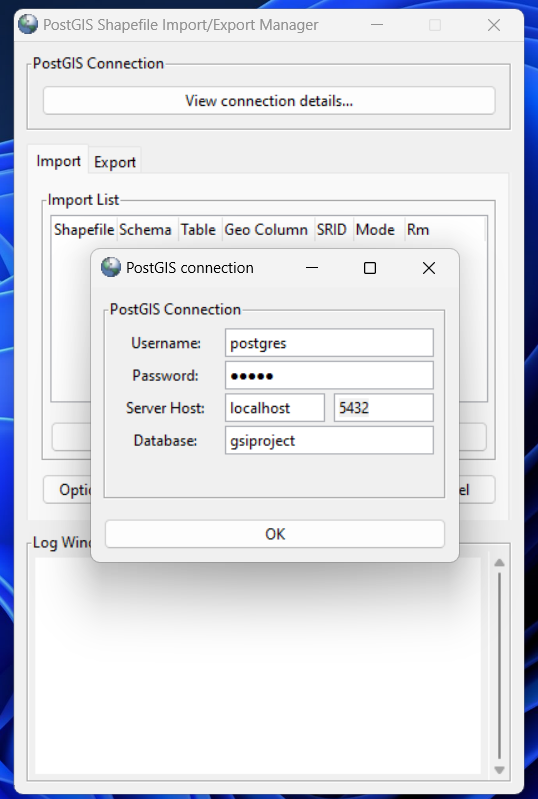 PostGIS Shapefile Import/Export Manager
PostGIS Connection
View connection details...
Import Export
Import List
Shapefile Schema Table Geo Column SRID Mode Rm
PostGIS connection
PostGIS Connection
Username: postgres
Password: •••••
Server Host: localhost 5432
Database: gsiproject
OK
Log